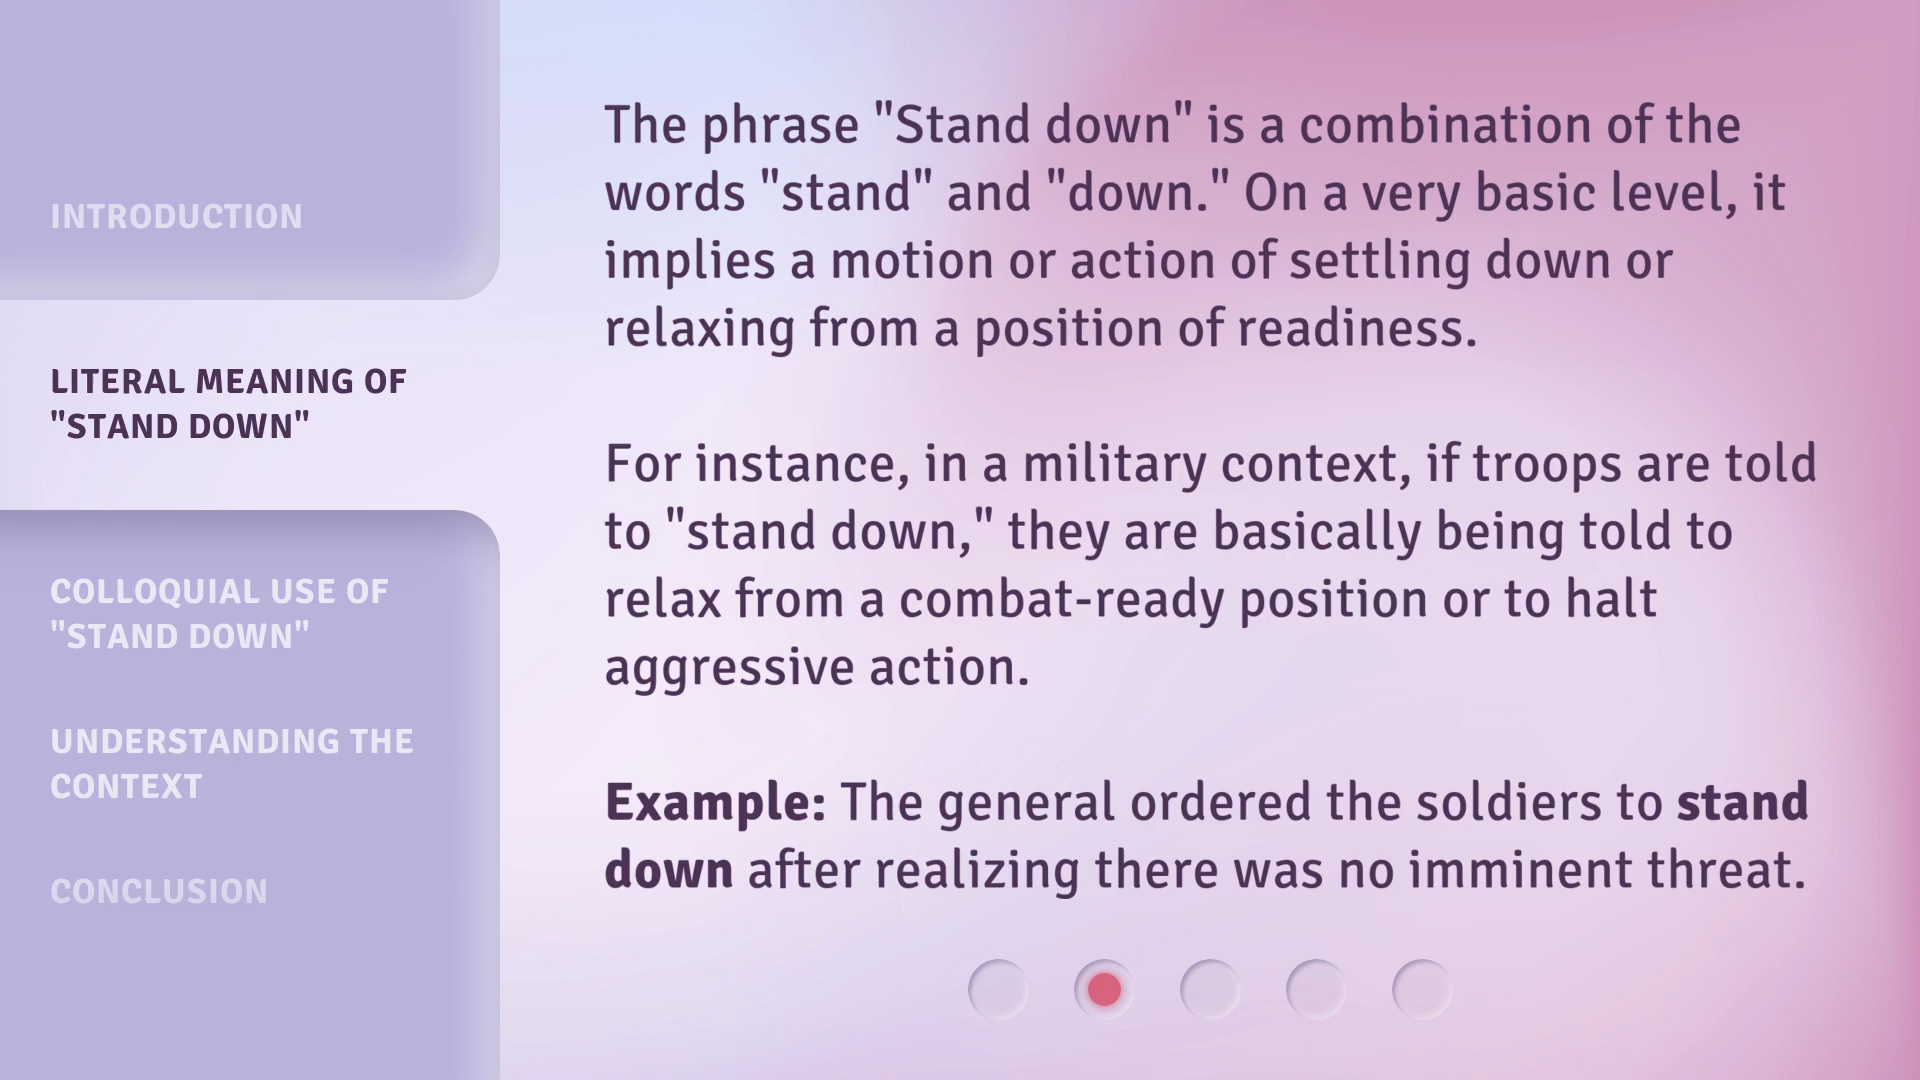 INTRODUCTION
LITERAL MEANING OF
"STAND DOWN"
COLLOQUIAL USE OF
"STAND DOWN"
UNDERSTANDING THE
CONTEXT
CONCLUSION
The phrase "Stand down" is a combination of the
words "stand" and "down." On a very basic level, it
implies a motion or action of settling down or
relaxing from a position of readiness.
For instance, in a military context, if troops are told
to "stand down," they are basically being told to
relax from a combat-ready position or to halt
aggressive action.
Example: The general ordered the soldiers to stand
down after realizing there was no imminent threat.